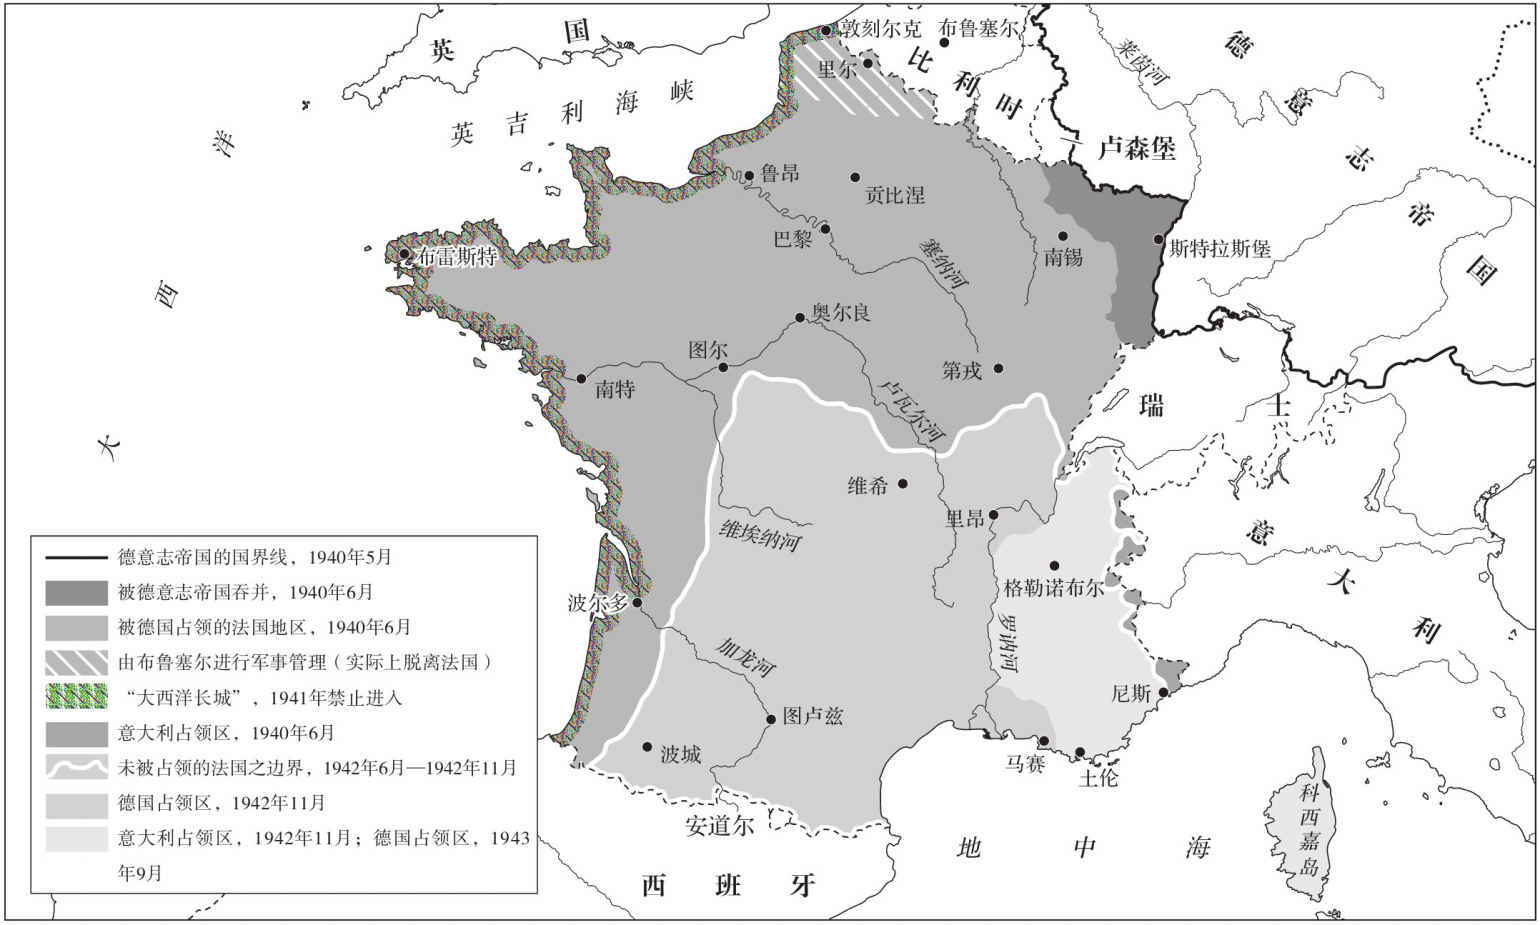 英国
敦刻尔克
布鲁塞尔
德意志帝国
莱茵河
里尔
比利时
英吉利海峡
大西洋
卢森堡
鲁昂
贡比涅
巴黎
塞纳河
南锡
斯特拉斯堡
布雷斯特
奥尔良
图尔
第戎
南特
卢瓦尔河
瑞士
维希
里昂
维埃纳河
意大利
格勒诺布尔
波尔多
罗讷河
加龙河
尼斯
图卢兹
波城
马赛
土伦
安道尔
科西嘉岛
地中海
西班牙
德意志帝国的国界线，1940年5月
被德意志帝国吞并，1940年6月
被德国占领的法国地区，1940年6月
由布鲁塞尔进行军事管理（实际上脱离法国）
“大西洋长城”，1941年禁止进入
意大利占领区，1940年6月
未被占领的法国之边界，1942年6月—1942年11月
德国占领区，1942年11月
意大利占领区，1942年11月；德国占领区，1943
年9月